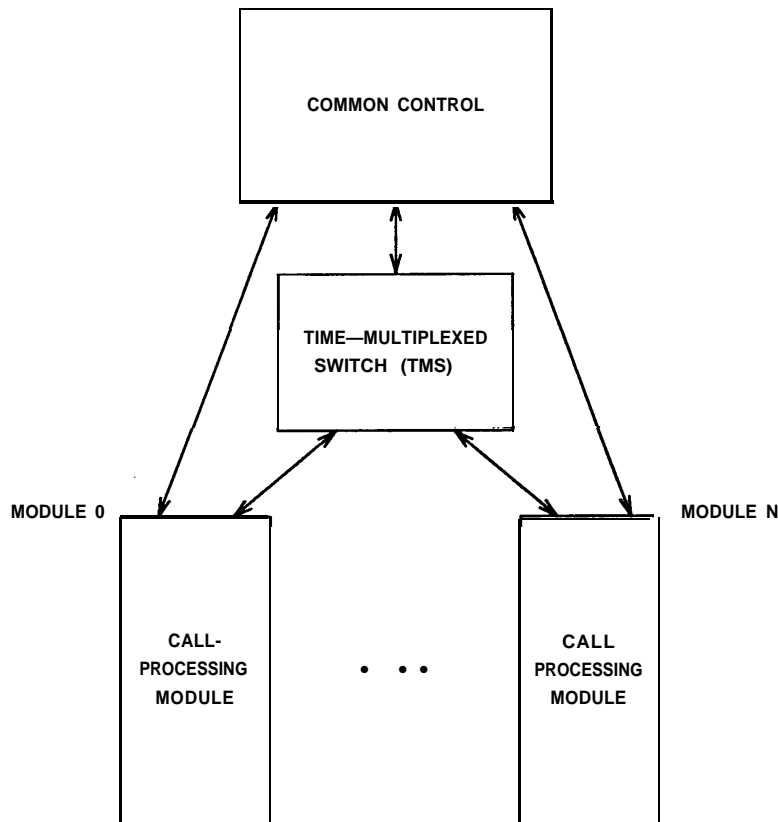 COMMON CONTROL
TIME—MULTIPLEXED
SWITCH (TMS)
MODULE 0
MODULE N
CALL-
PROCESSING
MODULE
• • •
CALL
PROCESSING
MODULE